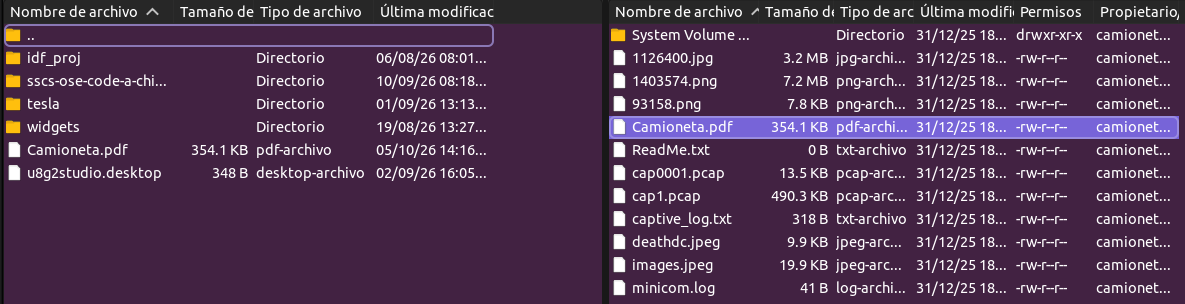 Nombre de archivo Tamaño de Tipo de archivo Última modificac
..
idf_proj Directorio 06/08/26 08:01...
sscs-ose-code-a-chi... Directorio 10/09/26 08:18...
tesla Directorio 01/09/26 13:13...
widgets Directorio 19/08/26 13:27...
Camioneta.pdf 354.1 KB pdf-archivo 05/10/26 14:16...
u8g2studio.desktop 348 B desktop-archivo 02/09/26 16:05...
Nombre de archivo Tamaño d Tipo de arc Última modifi Permisos Propietario/
System Volume ... Directorio 31/12/25 18... drwxr-xr-x camionet...
1126400.jpg 3.2 MB jpg-archi... 31/12/25 18... -rw-r--r-- camionet...
1403574.png 7.2 MB png-archi... 31/12/25 18... -rw-r--r-- camionet...
93158.png 7.8 KB png-archi... 31/12/25 18... -rw-r--r-- camionet...
Camioneta.pdf 354.1 KB pdf-archi... 31/12/25 18... -rw-r--r-- camionet...
ReadMe.txt 0 B txt-archivo 31/12/25 18... -rw-r--r-- camionet...
cap0001.pcap 13.5 KB pcap-arc... 31/12/25 18... -rw-r--r-- camionet...
cap1.pcap 490.3 KB pcap-arc... 31/12/25 18... -rw-r--r-- camionet...
captive_log.txt 318 B txt-archivo 31/12/25 18... -rw-r--r-- camionet...
deathdc.jpeg 9.9 KB jpeg-arc... 31/12/25 18... -rw-r--r-- camionet...
images.jpeg 19.9 KB jpeg-arc... 31/12/25 18... -rw-r--r-- camionet...
minicom.log 41 B log-archivo 31/12/25 18... -rw-r--r-- camionet...